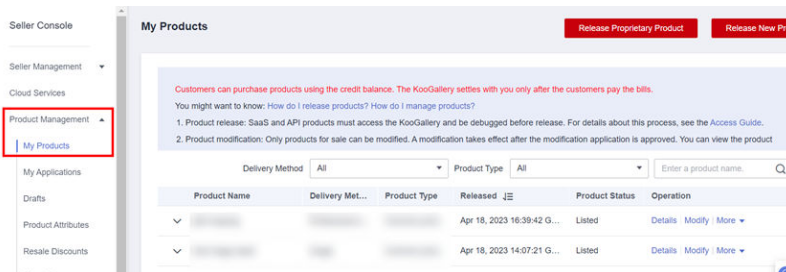 Seller Console
My Products
Release Proprietary Product
Release New Pr
Seller Management
Cloud Services
Product Management
My Products
My Applications
Drafts
Product Attributes
Resale Discounts
Customers can purchase products using the credit balance. The KooGallery settles with you only after the customers pay the bills.
You might want to know: How do I release products? How do I manage products?
1. Product release: SaaS and API products must access the KooGallery and be debugged before release. For details about this process, see the Access Guide.
2. Product modification: Only products for sale can be modified. A modification takes effect after the modification application is approved. You can view the product
Delivery Method All Product Type All Enter a product name.
Product Name Delivery Met... Product Type Released Product Status Operation
Apr 18, 2023 16:39:42 G... Listed Details Modify More
Apr 18, 2023 14:07:21 G... Listed Details Modify More